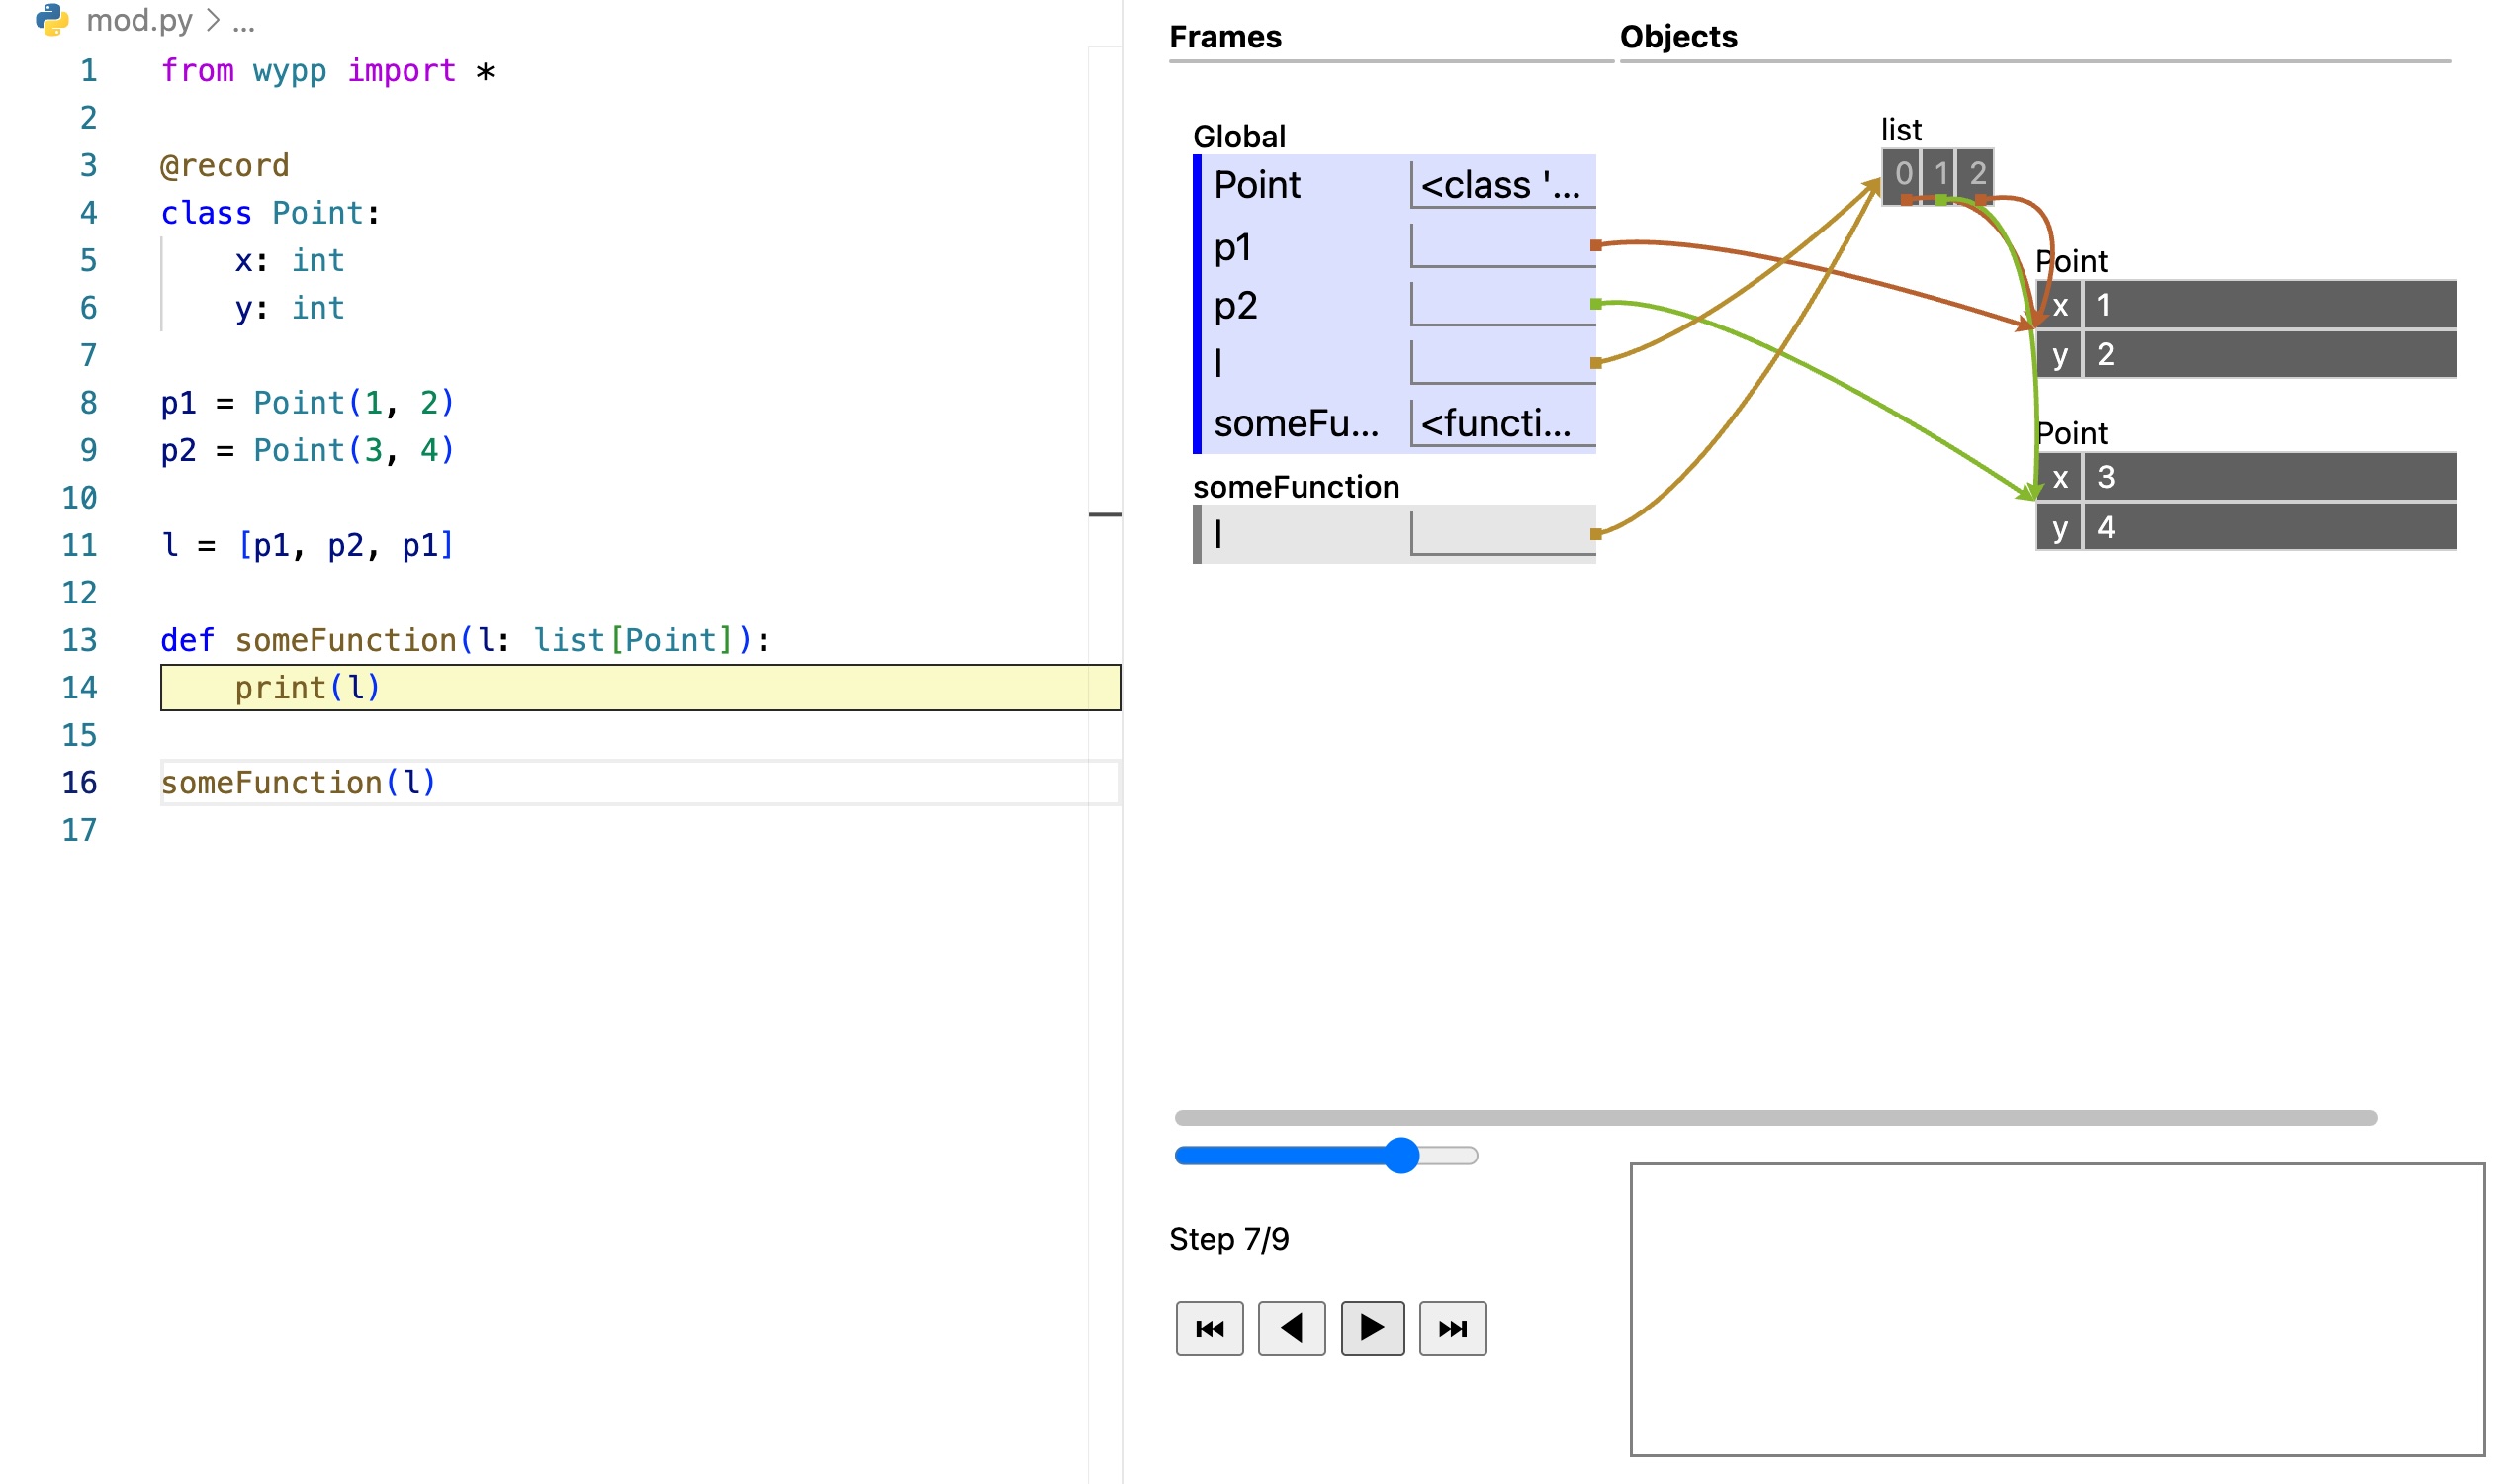 mod.py > ...
1 from wypp import *
2
3 @record
4 class Point:
5     x: int
6     y: int
7
8 p1 = Point(1, 2)
9 p2 = Point(3, 4)
10
11 l = [p1, p2, p1]
12
13 def someFunction(l: list[Point]):
14     print(l)
15
16 someFunction(l)
17
Frames
Objects
Global
Point <class '...
p1
p2
l
someFu... <functi...
someFunction
l
list
0 1 2
Point
x 1
y 2
Point
x 3
y 4
Step 7/9